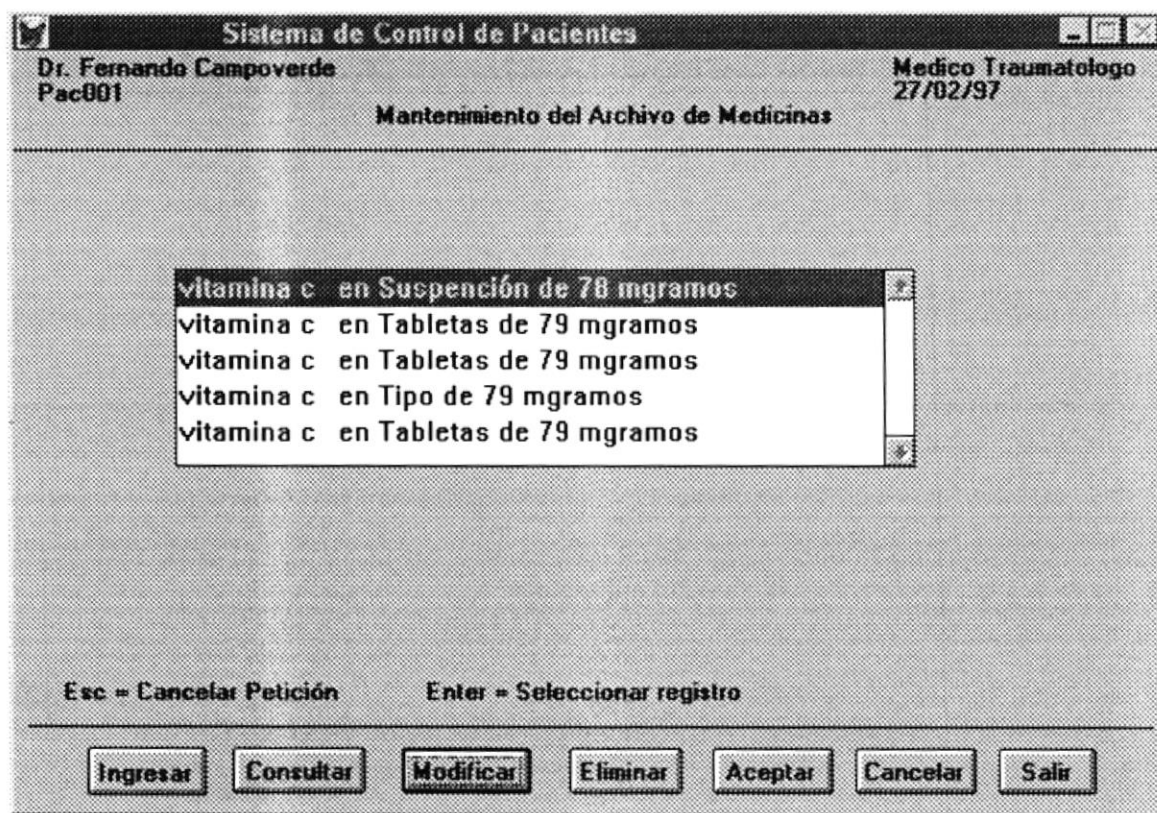 Sistema de Control de Pacientes
Dr. Fernando Campoverde Medico Traumatologo
Pac001 27/02/97
Mantenimiento del Archivo de Medicinas
vitamina c en Suspención de 78 mgramos
vitamina c en Tabletas de 79 mgramos
vitamina c en Tabletas de 79 mgramos
vitamina c en Tipo de 79 mgramos
vitamina c en Tabletas de 79 mgramos
Esc = Cancelar Petición Enter = Seleccionar registro
Ingresar Consultar Modificar Eliminar Aceptar Cancelar Salir